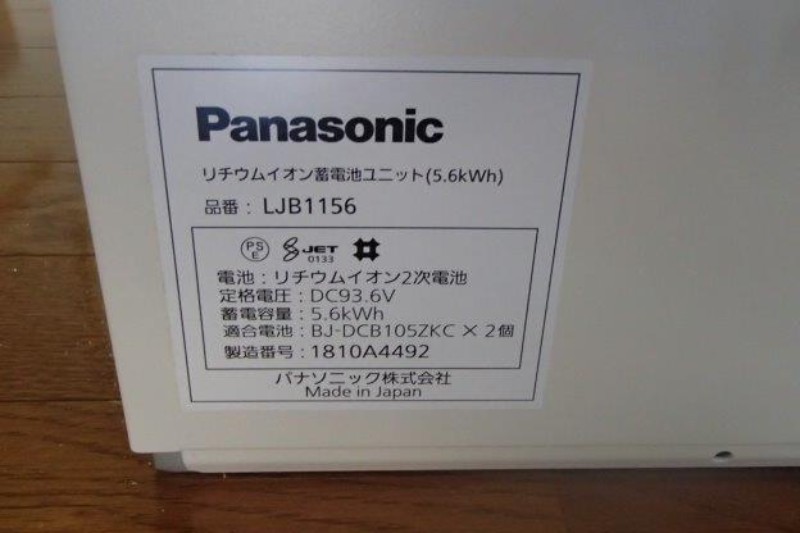 Panasonic
リチウムイオン蓄電池ユニット(5.6kWh)
品番：LJB1156
PS E JET 0133
電池：リチウムイオン2次電池
定格電圧：DC93.6V
蓄電容量：5.6kWh
適合電池：BJ-DCB105ZKC × 2個
製造番号：1810A4492
パナソニック株式会社
Made in Japan